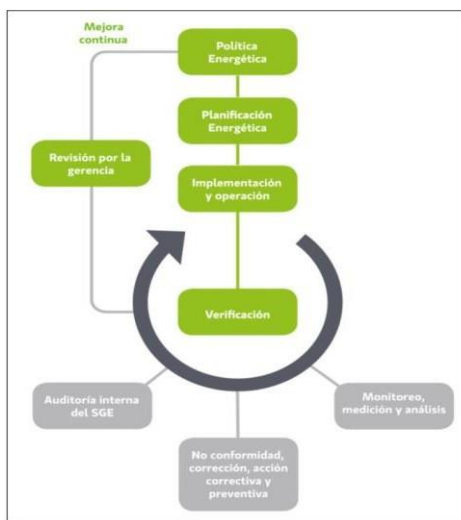 Mejora
continua
Política
Energética
Planificación
Energética
Revisión por la
gerencia
Implementación
y operación
Verificación
Auditoría interna
del SGE
Monitoreo,
medición y análisis
No conformidad,
corrección, acción
correctiva y
preventiva